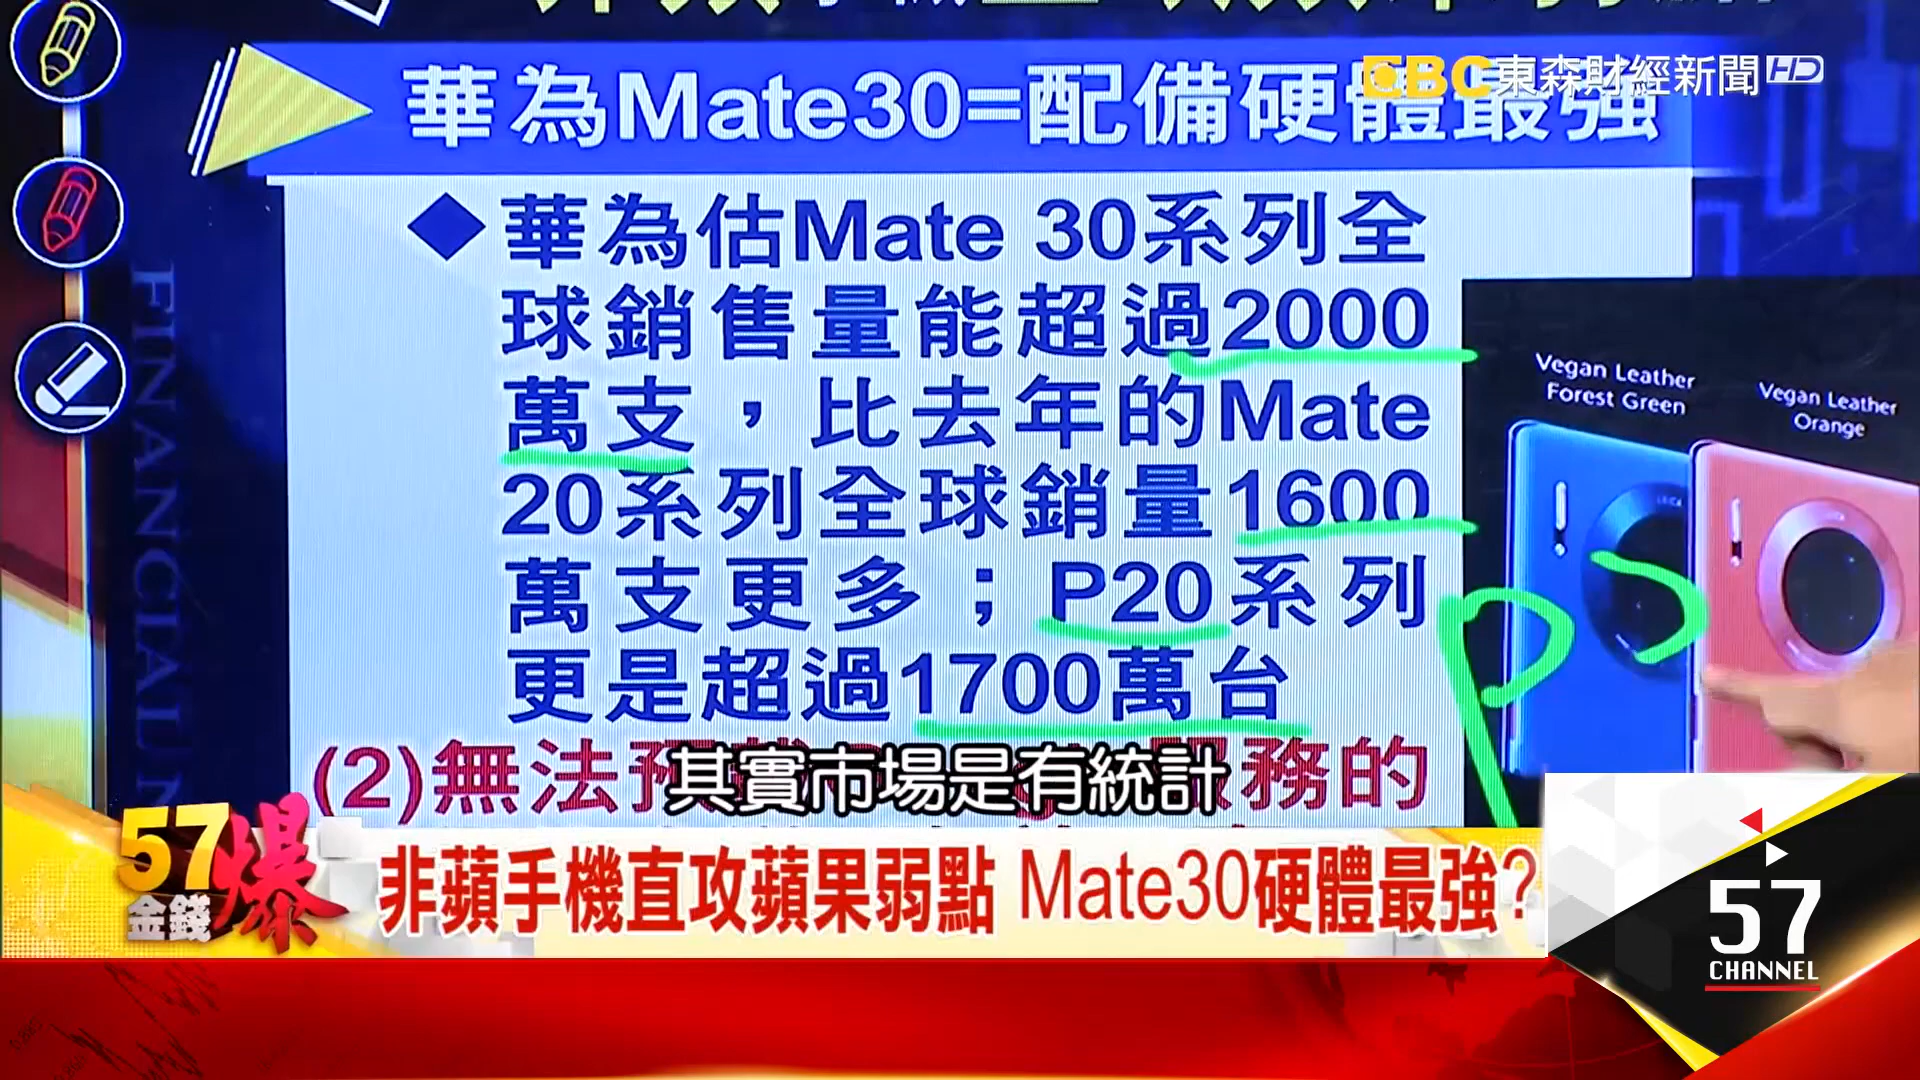 EBC東森財經新聞HD
華為Mate30=配備硬體最強
◆華為估Mate 30系列全
球銷售量能超過2000
萬支，比去年的Mate
20系列全球銷量1600
萬支更多；P20系列
更是超過1700萬台
Vegan Leather
Forest Green
Vegan Leather
Orange
LEICA
P
(2)無法預
服務的
其實市場是有統計
57
金錢
爆
非蘋手機直攻蘋果弱點 Mate30硬體最強?
57
CHANNEL